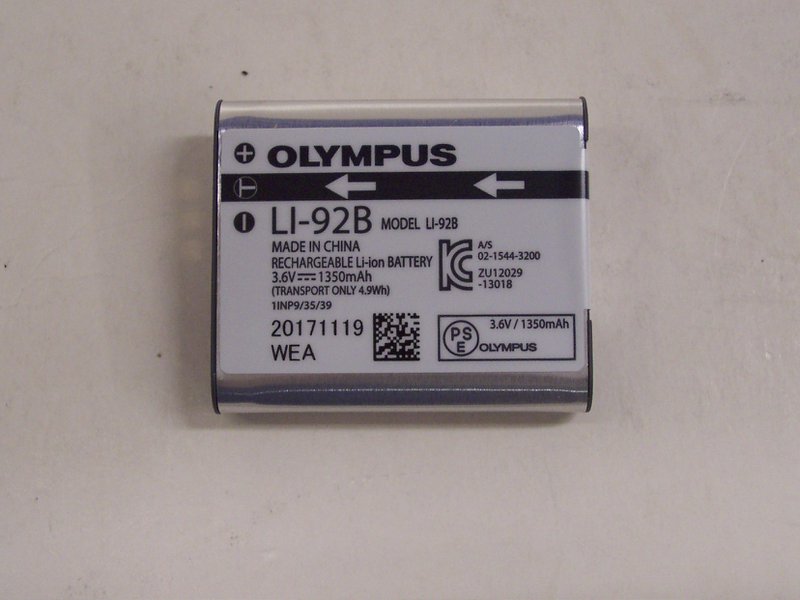 OLYMPUS
LI-92B MODEL LI-92B
MADE IN CHINA
RECHARGEABLE Li-ion BATTERY
3.6V⎓1350mAh
(TRANSPORT ONLY 4.9Wh)
1INP9/35/39
20171119
WEA
A/S
02-1544-3200
ZU12029
-13018
PS
E
3.6V / 1350mAh
OLYMPUS